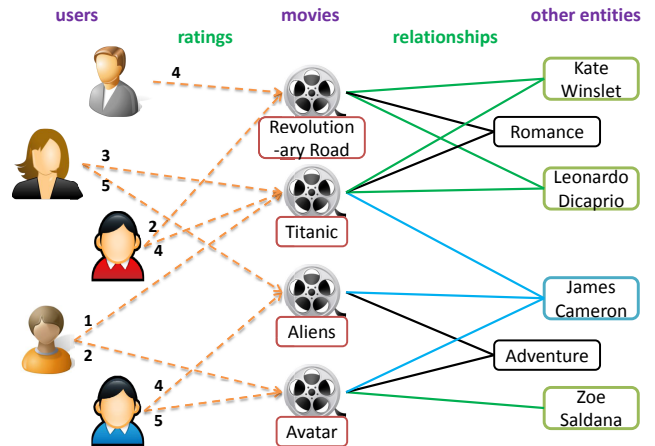 users
movies
other entities
ratings
relationships
4
Kate
Winslet
Revolution
-ary Road
Romance
3
5
Leonardo
Dicaprio
2
4
Titanic
James
Cameron
1
Aliens
2
Adventure
4
5
Avatar
Zoe
Saldana